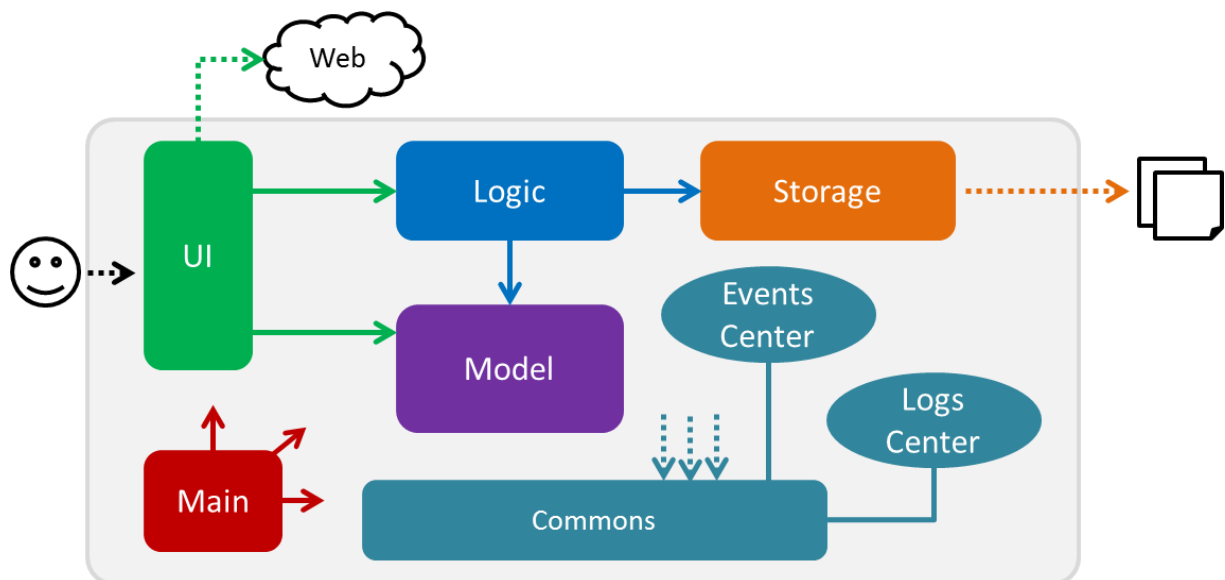 Web
UI
Logic
Storage
Events
Center
Model
Logs
Center
Main
Commons